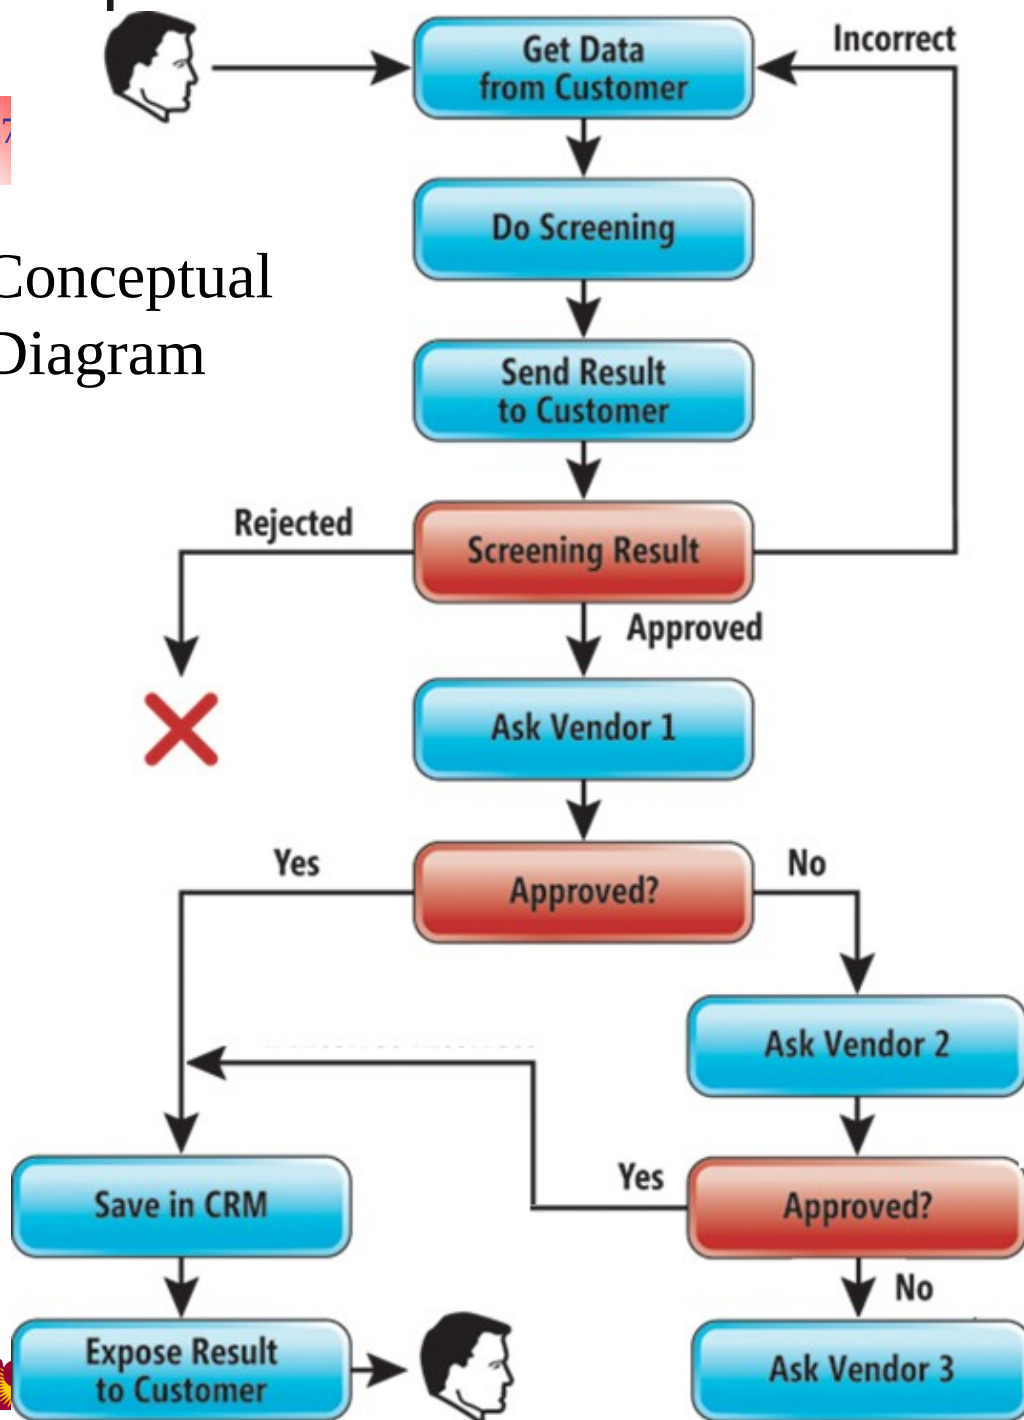 Incorrect
Get Data
from Customer
7
Do Screening
Conceptual
Diagram
Send Result
to Customer
Rejected
Screening Result
Approved
Ask Vendor 1
Yes
No
Approved?
Ask Vendor 2
Yes
Save in CRM
Approved?
No
Expose Result
to Customer
Ask Vendor 3